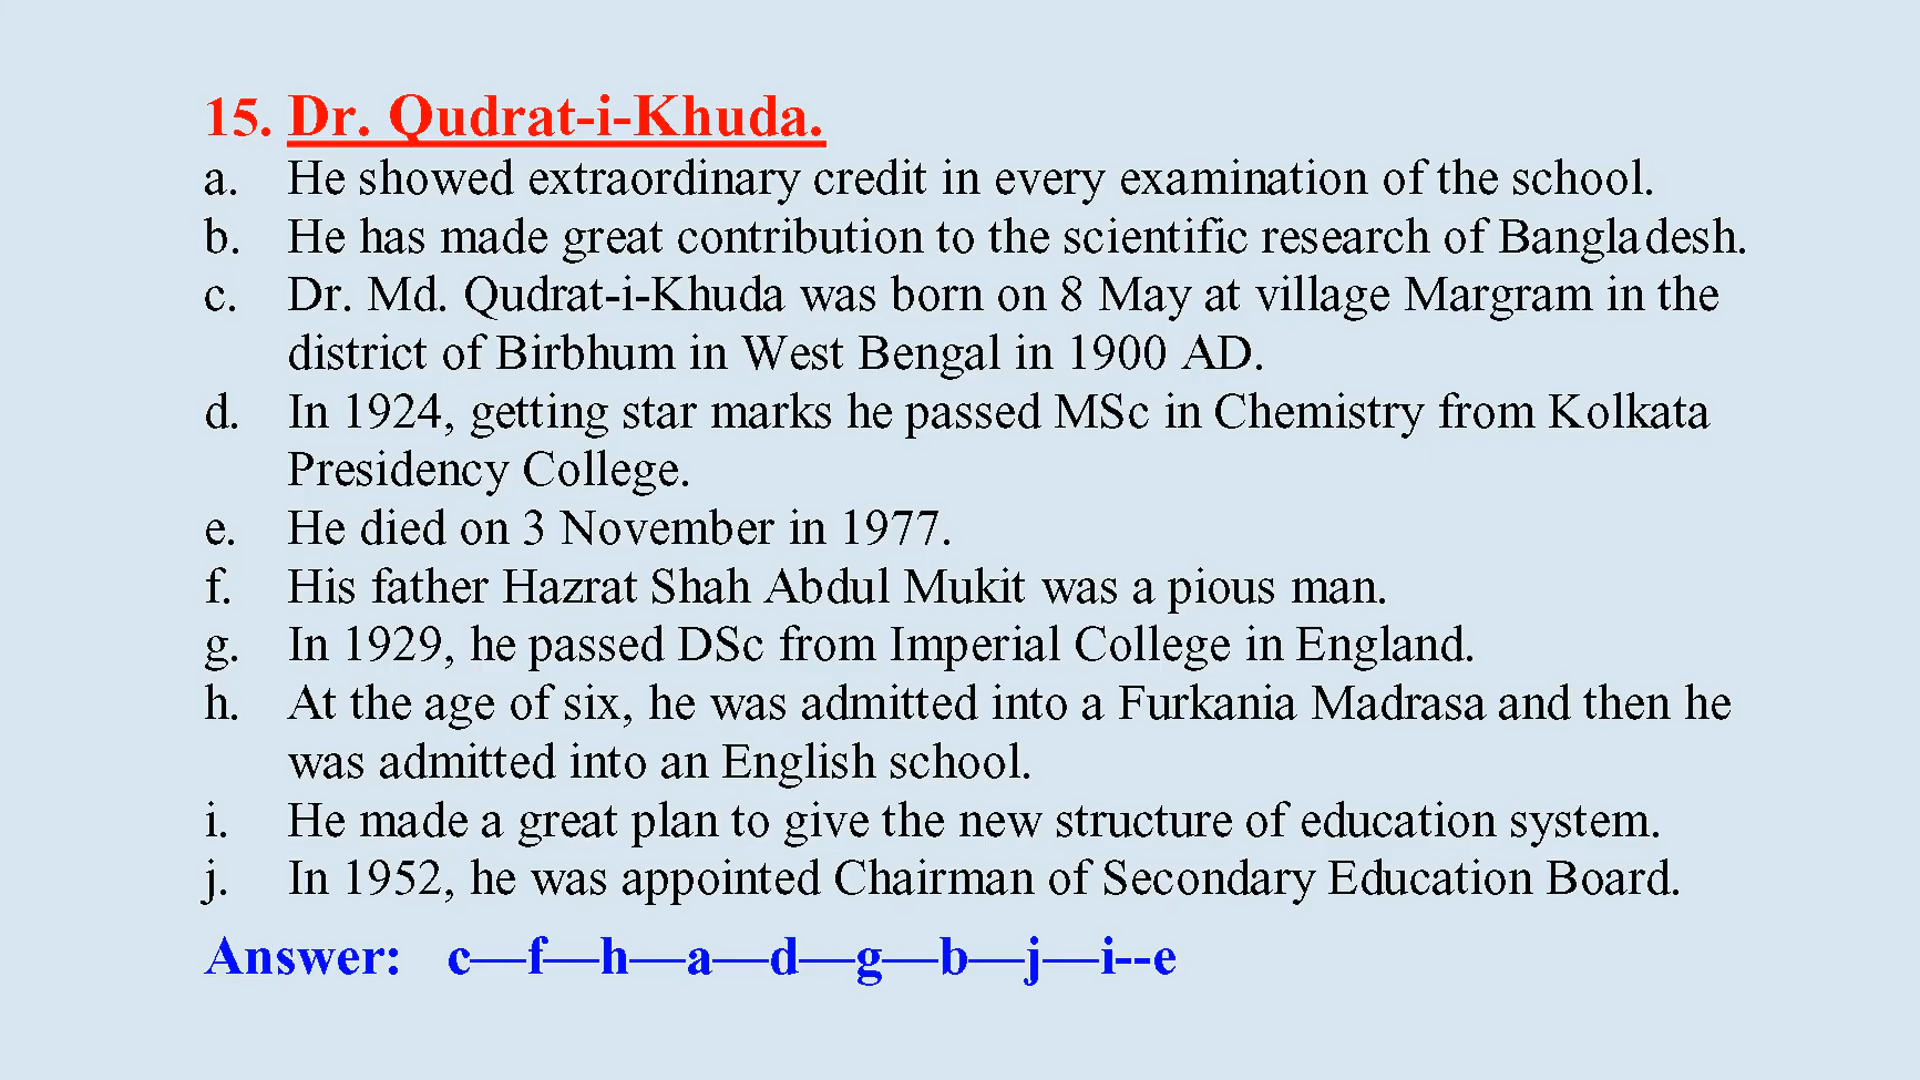 15. Dr. Qudrat-i-Khuda.
a. He showed extraordinary credit in every examination of the school.
b. He has made great contribution to the scientific research of Bangladesh.
c. Dr. Md. Qudrat-i-Khuda was born on 8 May at village Margram in the
district of Birbhum in West Bengal in 1900 AD.
d. In 1924, getting star marks he passed MSc in Chemistry from Kolkata
Presidency College.
e. He died on 3 November in 1977.
f. His father Hazrat Shah Abdul Mukit was a pious man.
g. In 1929, he passed DSc from Imperial College in England.
h. At the age of six, he was admitted into a Furkania Madrasa and then he
was admitted into an English school.
i. He made a great plan to give the new structure of education system.
j. In 1952, he was appointed Chairman of Secondary Education Board.
Answer: c—f—h—a—d—g—b—j—i--e